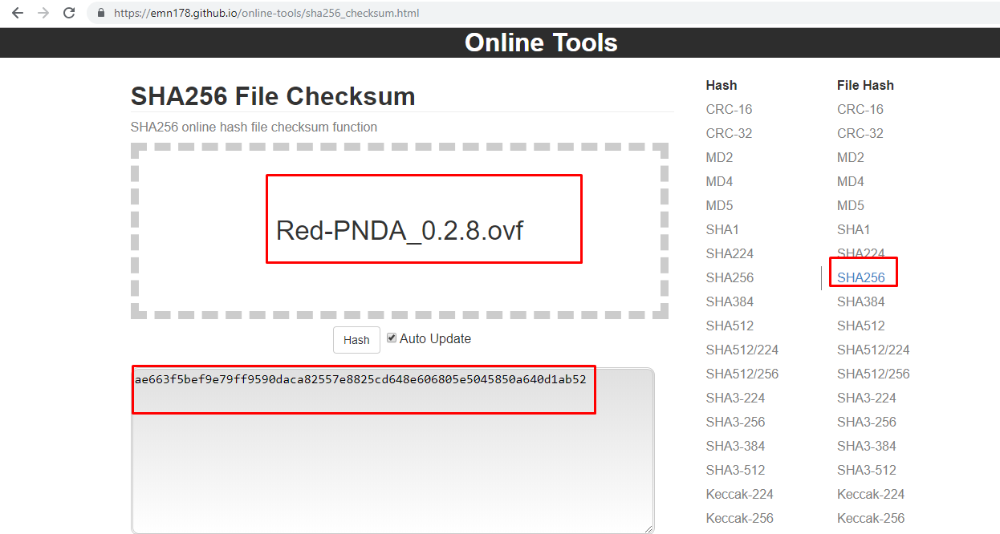 https://emn178.github.io/online-tools/sha256_checksum.html
Online Tools
SHA256 File Checksum
SHA256 online hash file checksum function
Red-PNDA_0.2.8.ovf
Hash
Auto Update
ae663f5bef9e79ff9590daca82557e8825cd648e606805e5045850a640d1ab52
Hash
CRC-16
CRC-32
MD2
MD4
MD5
SHA1
SHA224
SHA256
SHA384
SHA512
SHA512/224
SHA512/256
SHA3-224
SHA3-256
SHA3-384
SHA3-512
Keccak-224
Keccak-256
File Hash
CRC-16
CRC-32
MD2
MD4
MD5
SHA1
SHA224
SHA256
SHA384
SHA512
SHA512/224
SHA512/256
SHA3-224
SHA3-256
SHA3-384
SHA3-512
Keccak-224
Keccak-256